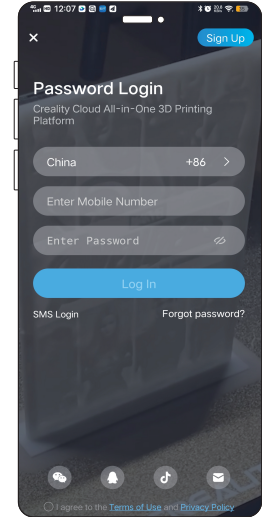 12:07
Sign Up
Password Login
Creality Cloud All-in-One 3D Printing
Platform
China +86
Enter Mobile Number
Enter Password
Log In
SMS Login Forgot password?
I agree to the Terms of Use and Privacy Policy